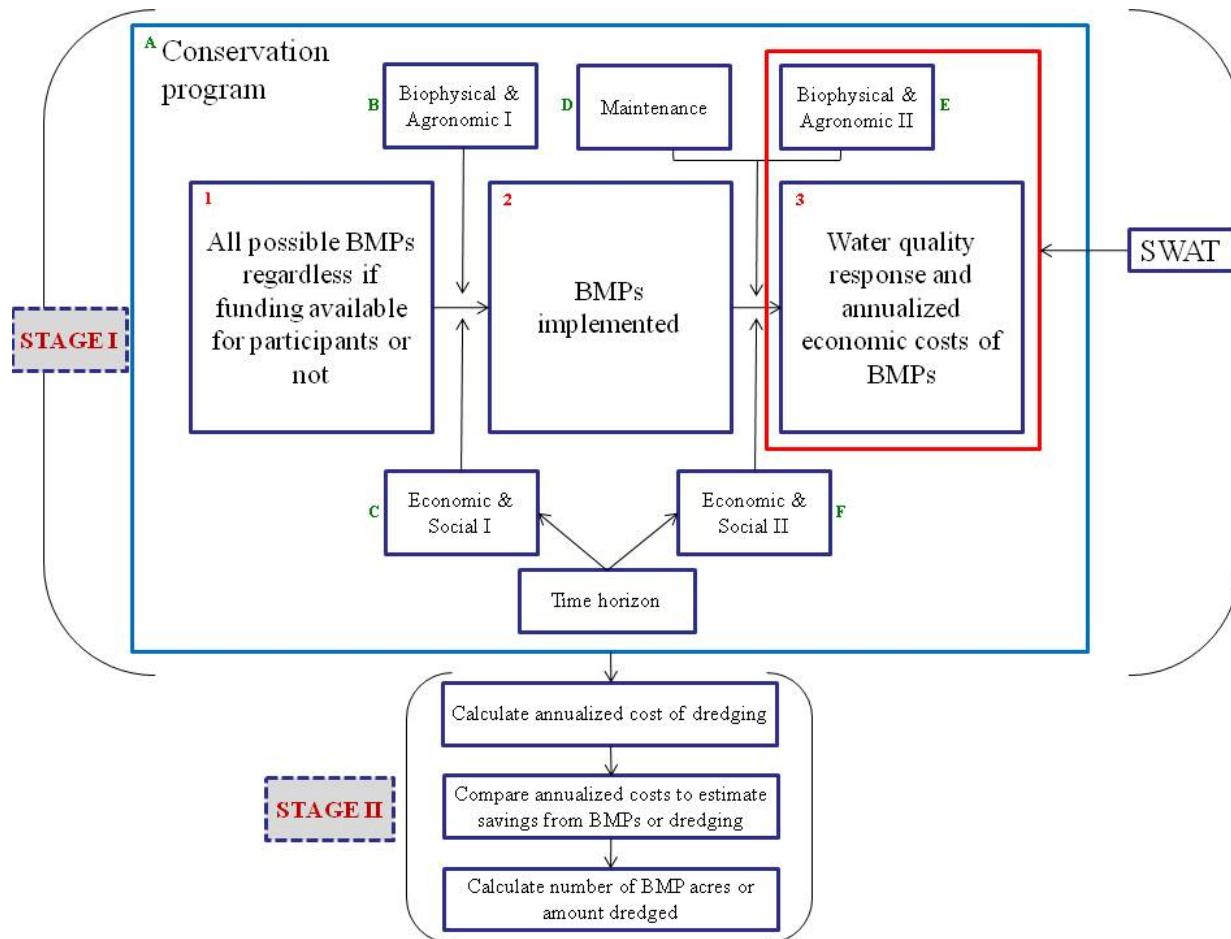 A Conservation
program
B
Biophysical &
Agronomic I
D
Maintenance
Biophysical &
Agronomic II
E
1
All possible BMPs
regardless if
funding available
for participants or
not
2
BMPs
implemented
3
Water quality
response and
annualized
economic costs of
BMPs
SWAT
STAGE I
C
Economic &
Social I
Economic &
Social II
F
Time horizon
Calculate annualized cost of dredging
STAGE II
Compare annualized costs to estimate
savings from BMPs or dredging
Calculate number of BMP acres or
amount dredged